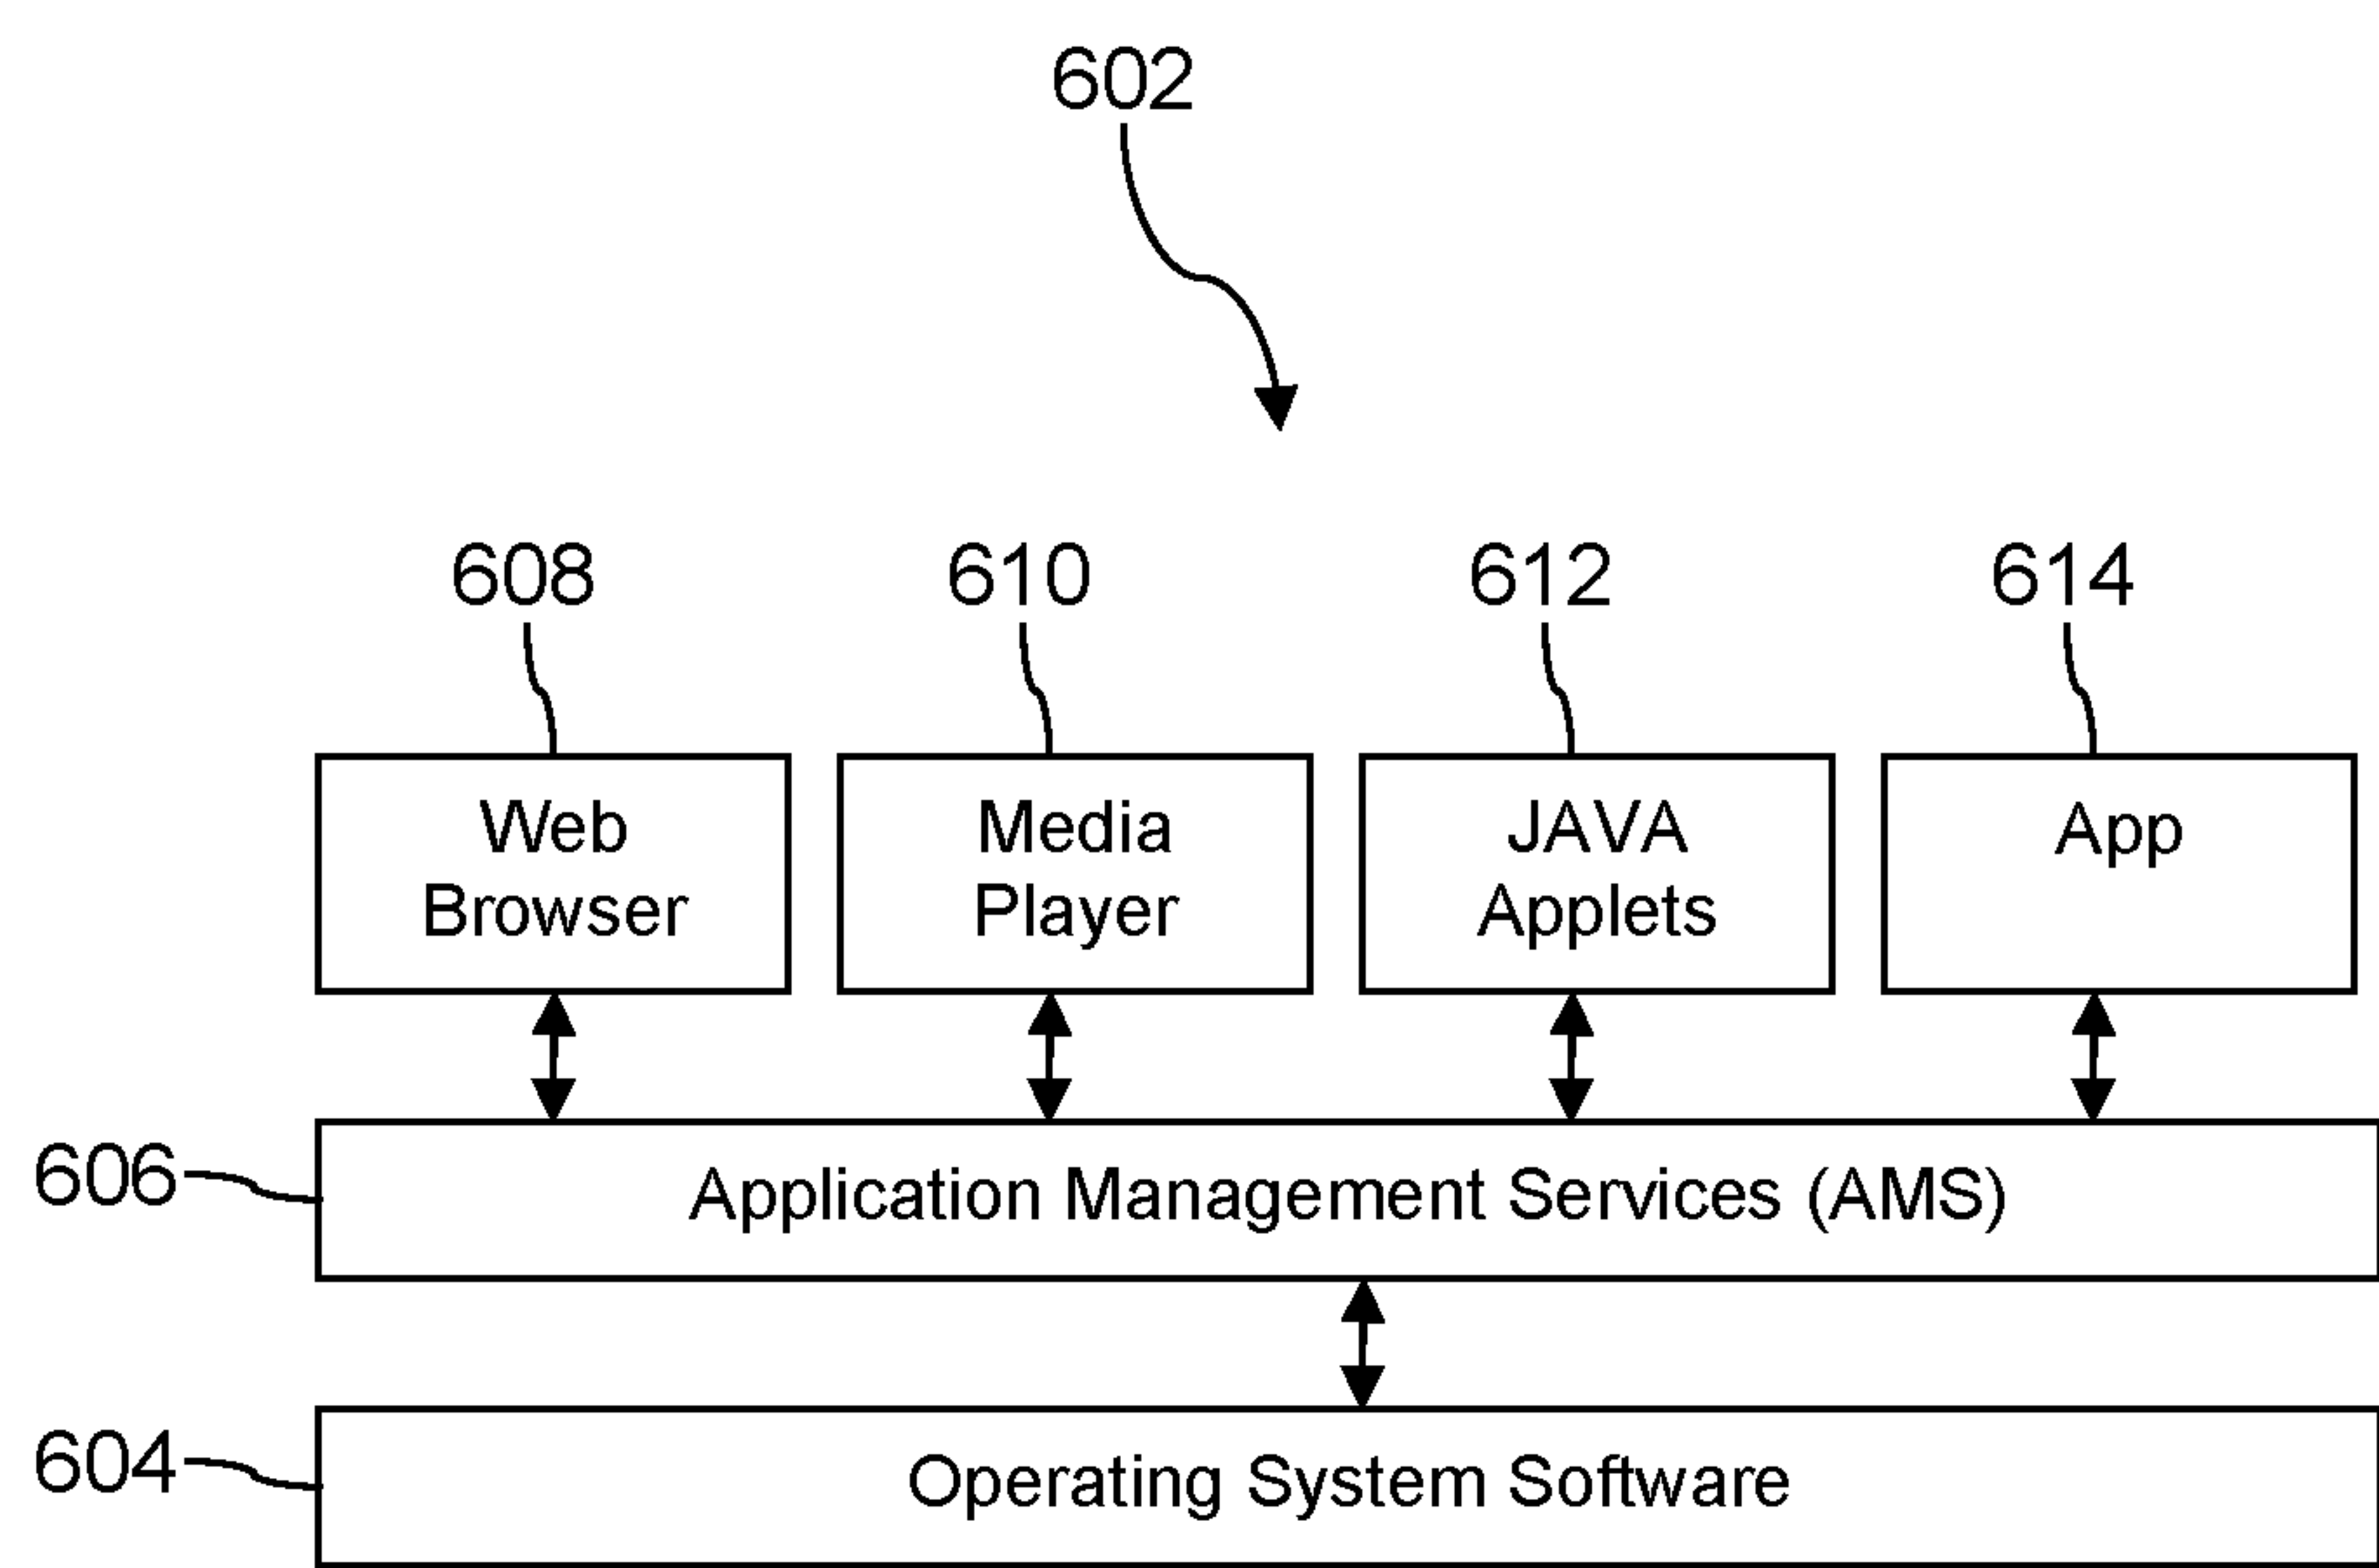 602
608
610
612
614
Web
Browser
Media
Player
JAVA
Applets
App
606
Application Management Services (AMS)
604
Operating System Software